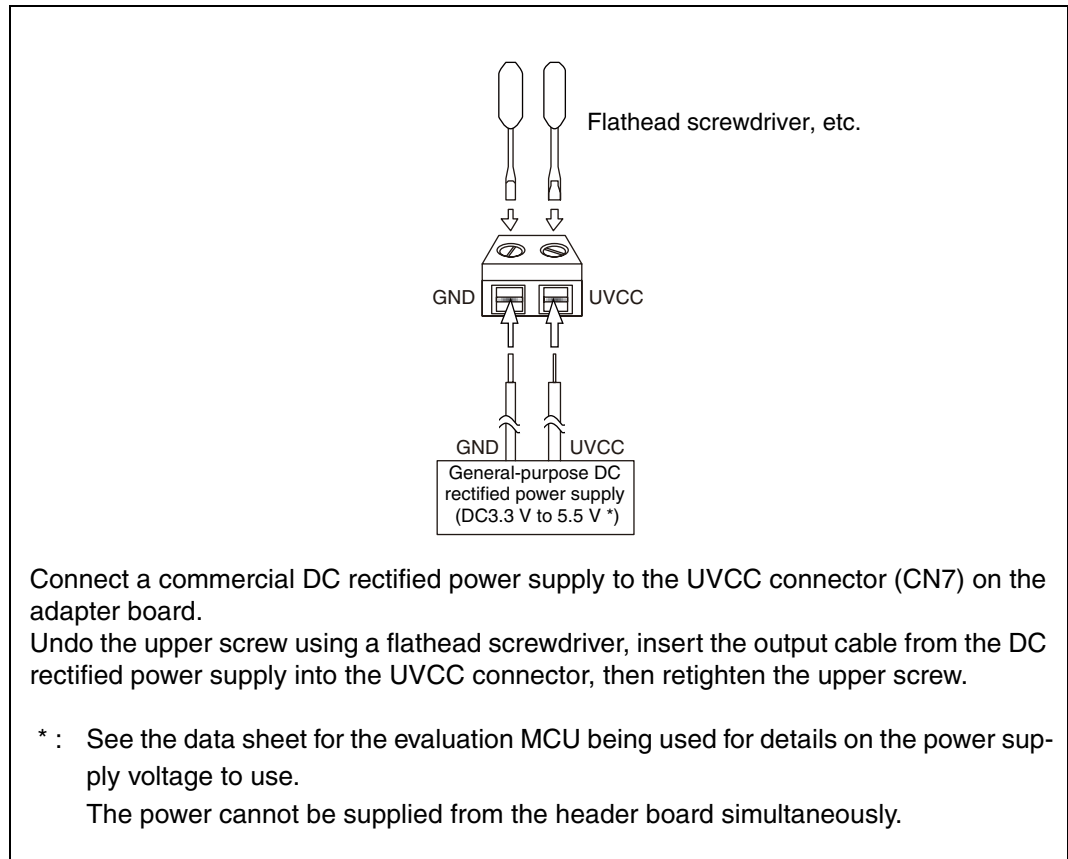 Flathead screwdriver, etc.
GND
UVCC
GND
UVCC
General-purpose DC
rectified power supply
(DC3.3 V to 5.5 V *)
Connect a commercial DC rectified power supply to the UVCC connector (CN7) on the
adapter board.
Undo the upper screw using a flathead screwdriver, insert the output cable from the DC
rectified power supply into the UVCC connector, then retighten the upper screw.
* : See the data sheet for the evaluation MCU being used for details on the power sup-
ply voltage to use.
The power cannot be supplied from the header board simultaneously.